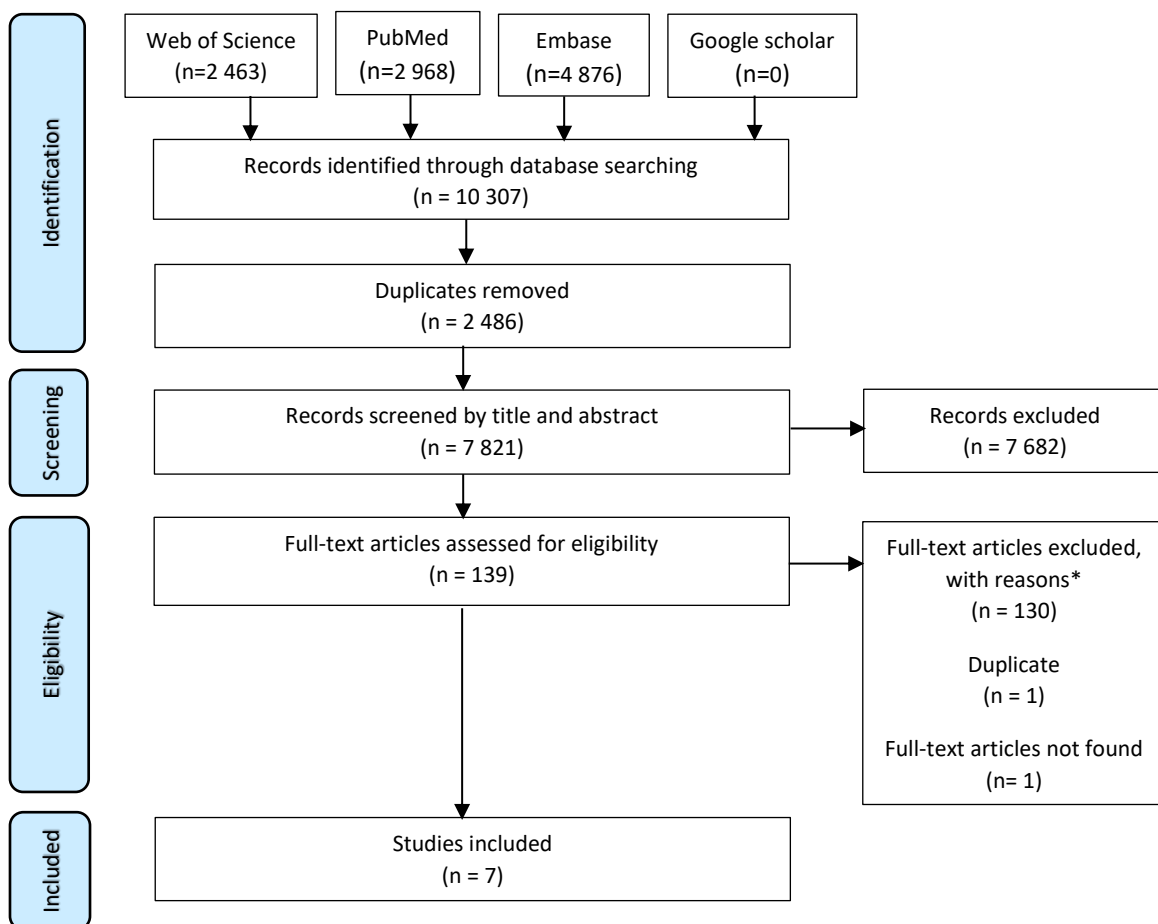 Identification
Web of Science
(n=2 463)
PubMed
(n=2 968)
Embase
(n=4 876)
Google scholar
(n=0)
Records identified through database searching
(n = 10 307)
Duplicates removed
(n = 2 486)
Screening
Records screened by title and abstract
(n = 7 821)
Records excluded
(n = 7 682)
Eligibility
Full-text articles assessed for eligibility
(n = 139)
Full-text articles excluded,
with reasons*
(n = 130)
Duplicate
(n = 1)
Full-text articles not found
(n= 1)
Included
Studies included
(n = 7)